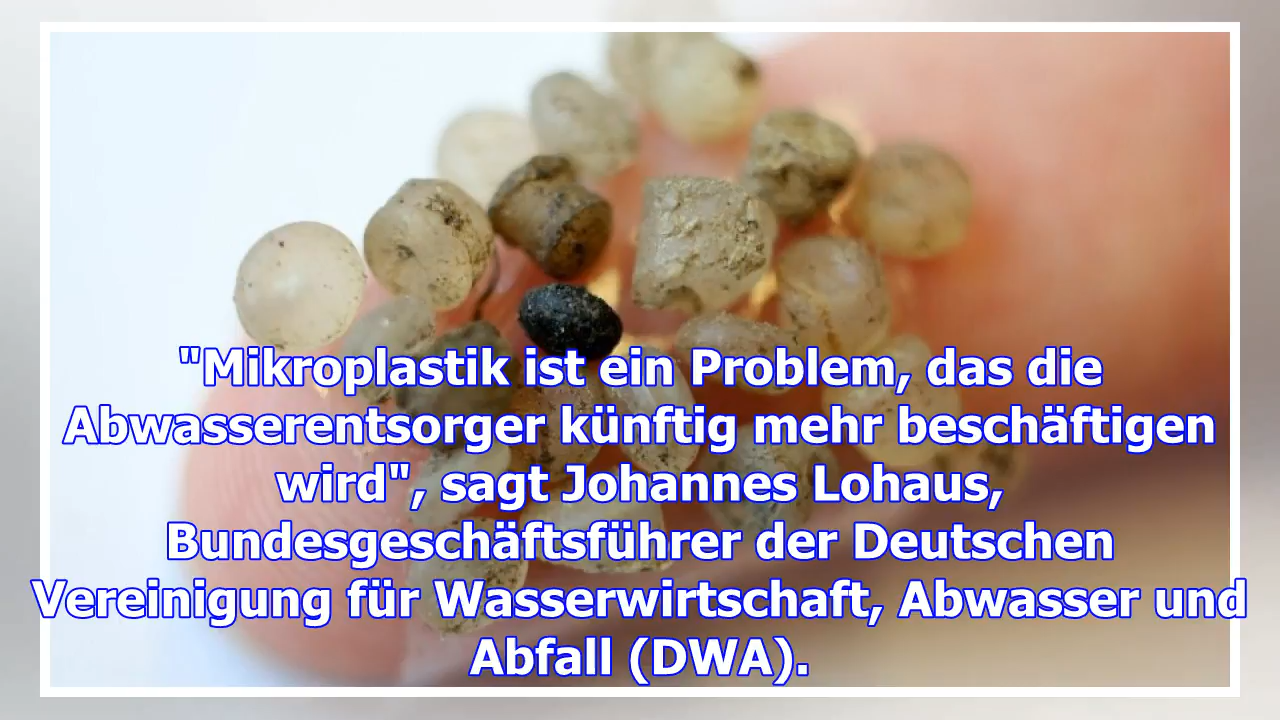 "Mikroplastik ist ein Problem, das die
Abwasserentsorger künftig mehr beschäftigen
wird", sagt Johannes Lohaus,
Bundesgeschäftsführer der Deutschen
Vereinigung für Wasserwirtschaft, Abwasser und
Abfall (DWA).